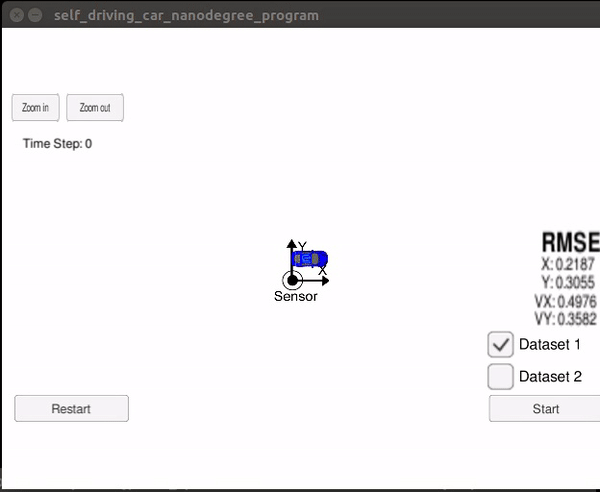 self_driving_car_nanodegree_program
Zoom in
Zoom out
Time Step: 0
Y
X
Sensor
RMSE
X: 0.2187
Y: 0.3055
VX: 0.4976
VY: 0.3582
Dataset 1
Dataset 2
Restart
Start